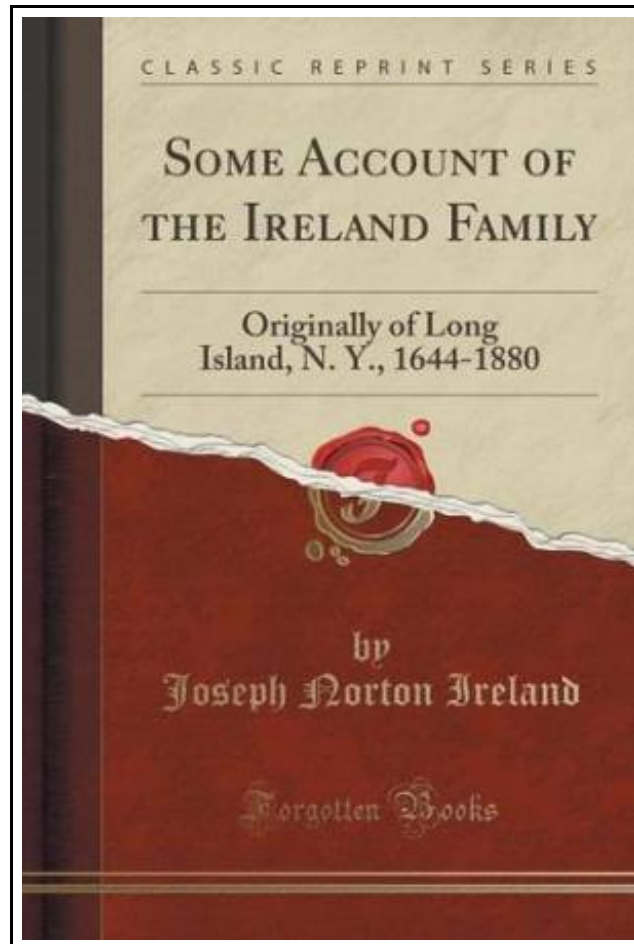 CLASSIC REPRINT SERIES
SOME ACCOUNT OF
THE IRELAND FAMILY
Originally of Long
Island, N. Y., 1644-1880
by
Joseph Norton Ireland
Forgotten Books